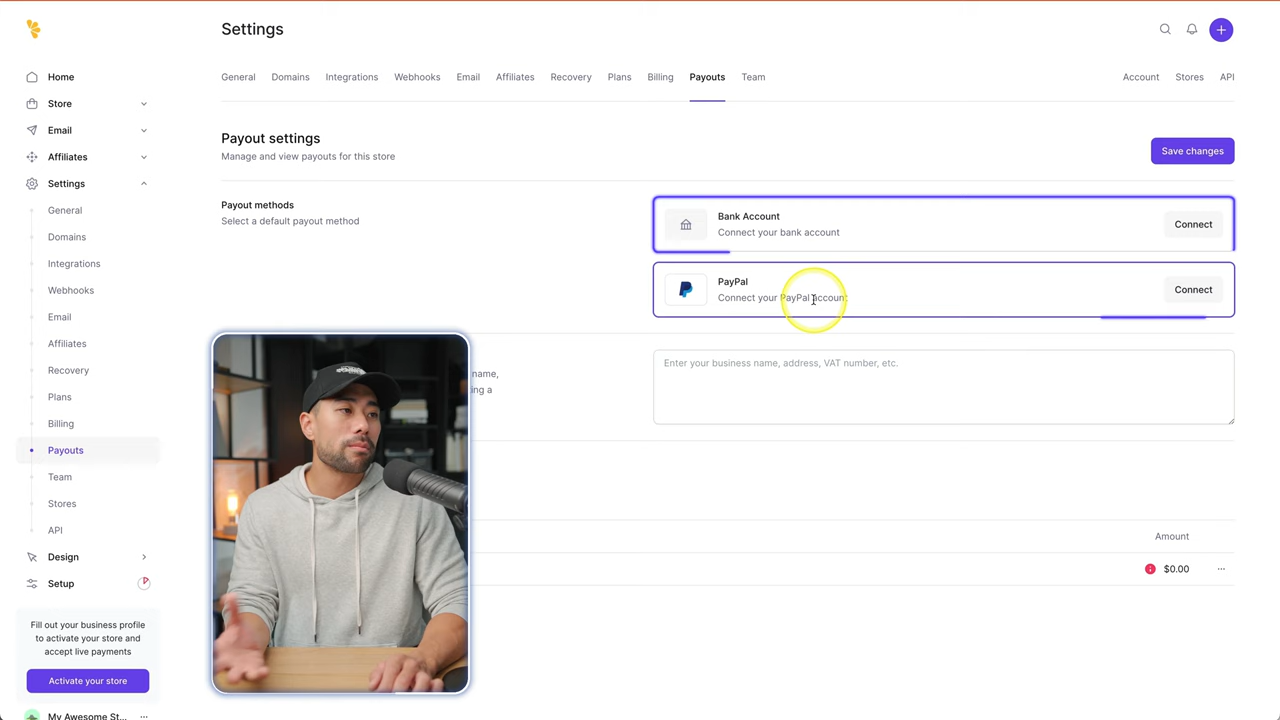 Settings
General Domains Integrations Webhooks Email Affiliates Recovery Plans Billing Payouts Team Account Stores API
Home
Store
Email
Affiliates
Settings
General
Domains
Integrations
Webhooks
Email
Affiliates
Recovery
Plans
Billing
Payouts
Team
Stores
API
Design
Setup
Fill out your business profile
to activate your store and
accept live payments
Activate your store
My Awesome St...
Payout settings
Manage and view payouts for this store
Save changes
Payout methods
Select a default payout method
Bank Account
Connect your bank account
Connect
PayPal
Connect your PayPal account
Connect
name,
ing a
Enter your business name, address, VAT number, etc.
Amount
$0.00